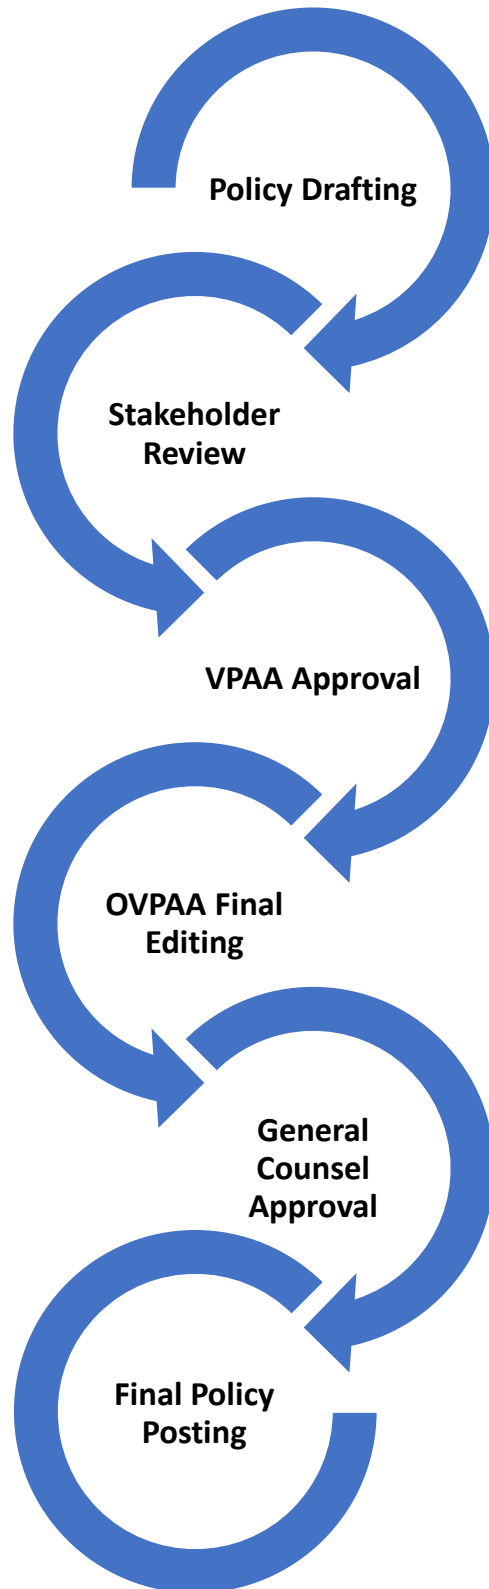 Policy Drafting
Stakeholder
Review
VPAA Approval
OVPAA Final
Editing
General
Counsel
Approval
Final Policy
Posting